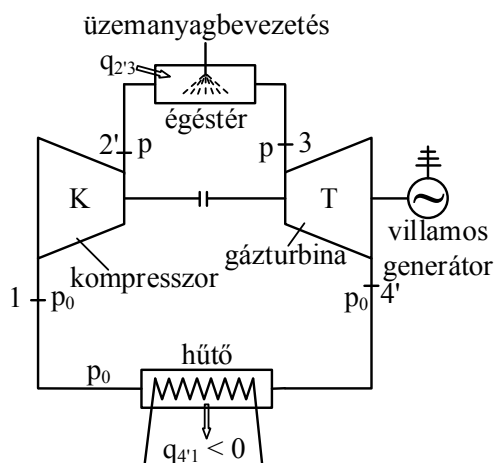 üzemanyagbevezetés
q2'3
égéstér
2' p
p 3
K
T
kompresszor
gázturbina
villamos
generátor
1 p0
p0 4'
p0
hűtő
q4'1 < 0